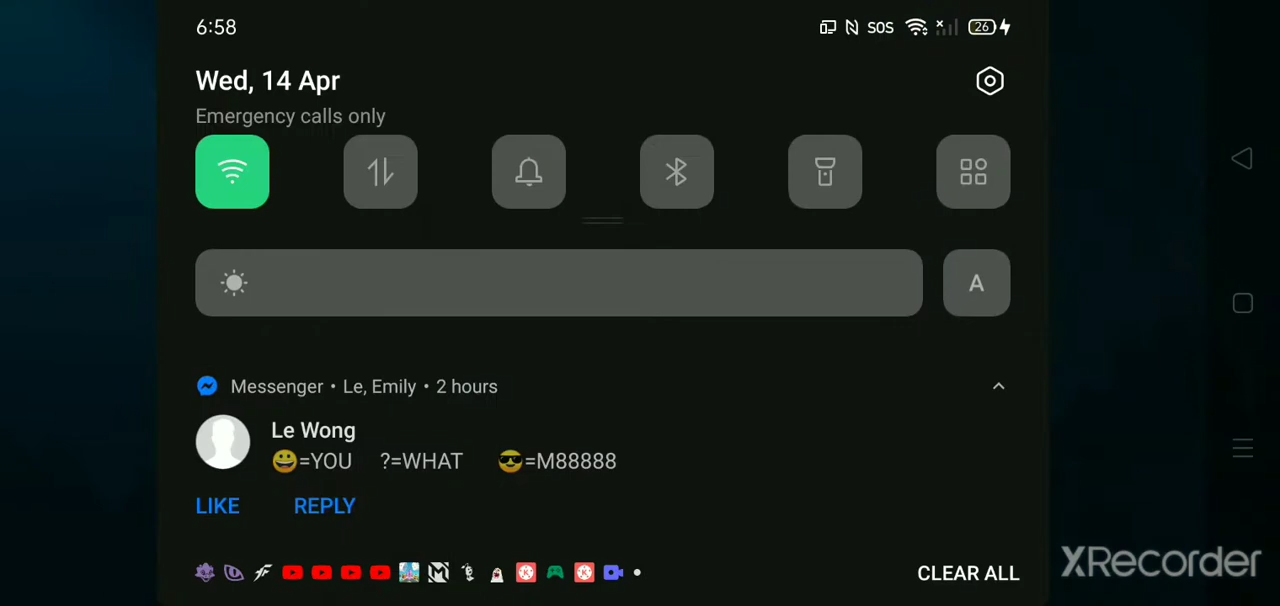 6:58
SOS
26
Wed, 14 Apr
Emergency calls only
A
Messenger • Le, Emily • 2 hours
Le Wong
😀=YOU ?=WHAT 😎=M88888
LIKE REPLY
CLEAR ALL
XRecorder